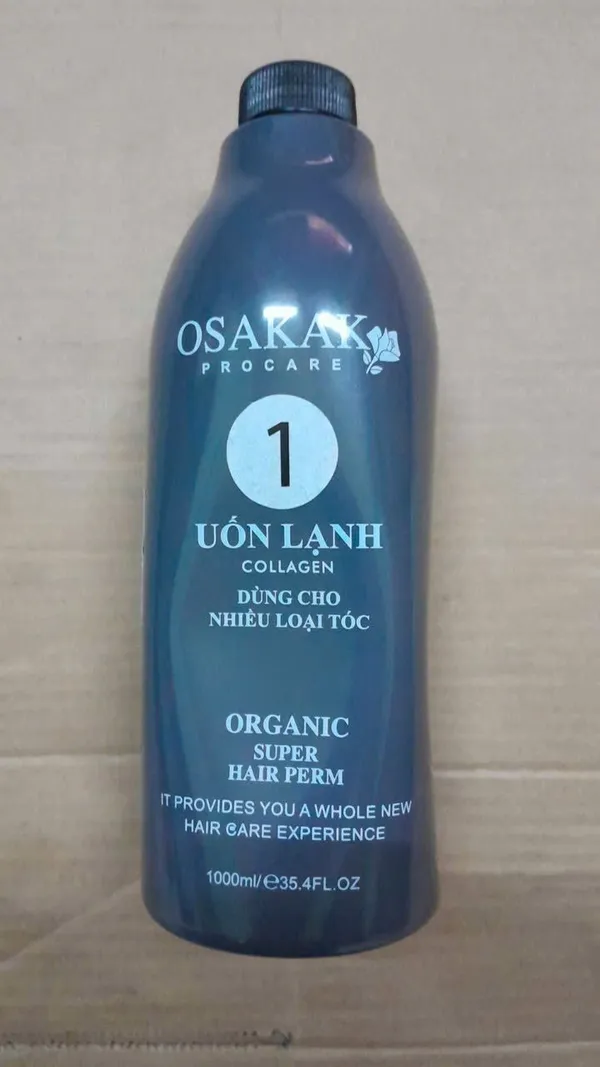 OSAKAK
PROCARE
1
UỐN LẠNH
COLLAGEN
DÙNG CHO
NHIỀU LOẠI TÓC
ORGANIC
SUPER
HAIR PERM
IT PROVIDES YOU A WHOLE NEW
HAIR CARE EXPERIENCE
1000ml/℮35.4FL.OZ